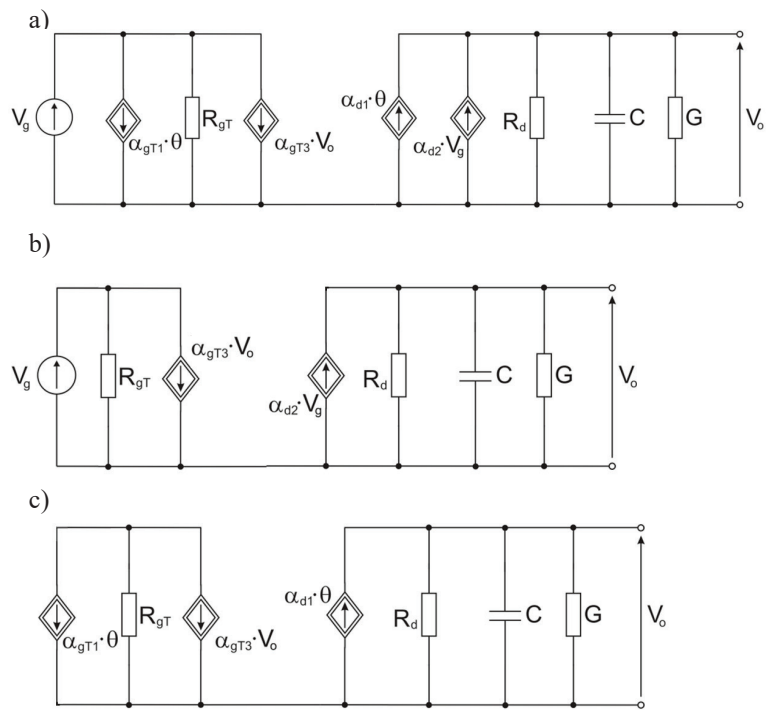 a)
V_g
α_gT1·θ
R_gT
α_gT3·V_o
α_d1·θ
α_d2·V_g
R_d
C
G
V_o
b)
V_g
R_gT
α_gT3·V_o
α_d2·V_g
R_d
C
G
V_o
c)
α_gT1·θ
R_gT
α_gT3·V_o
α_d1·θ
R_d
C
G
V_o